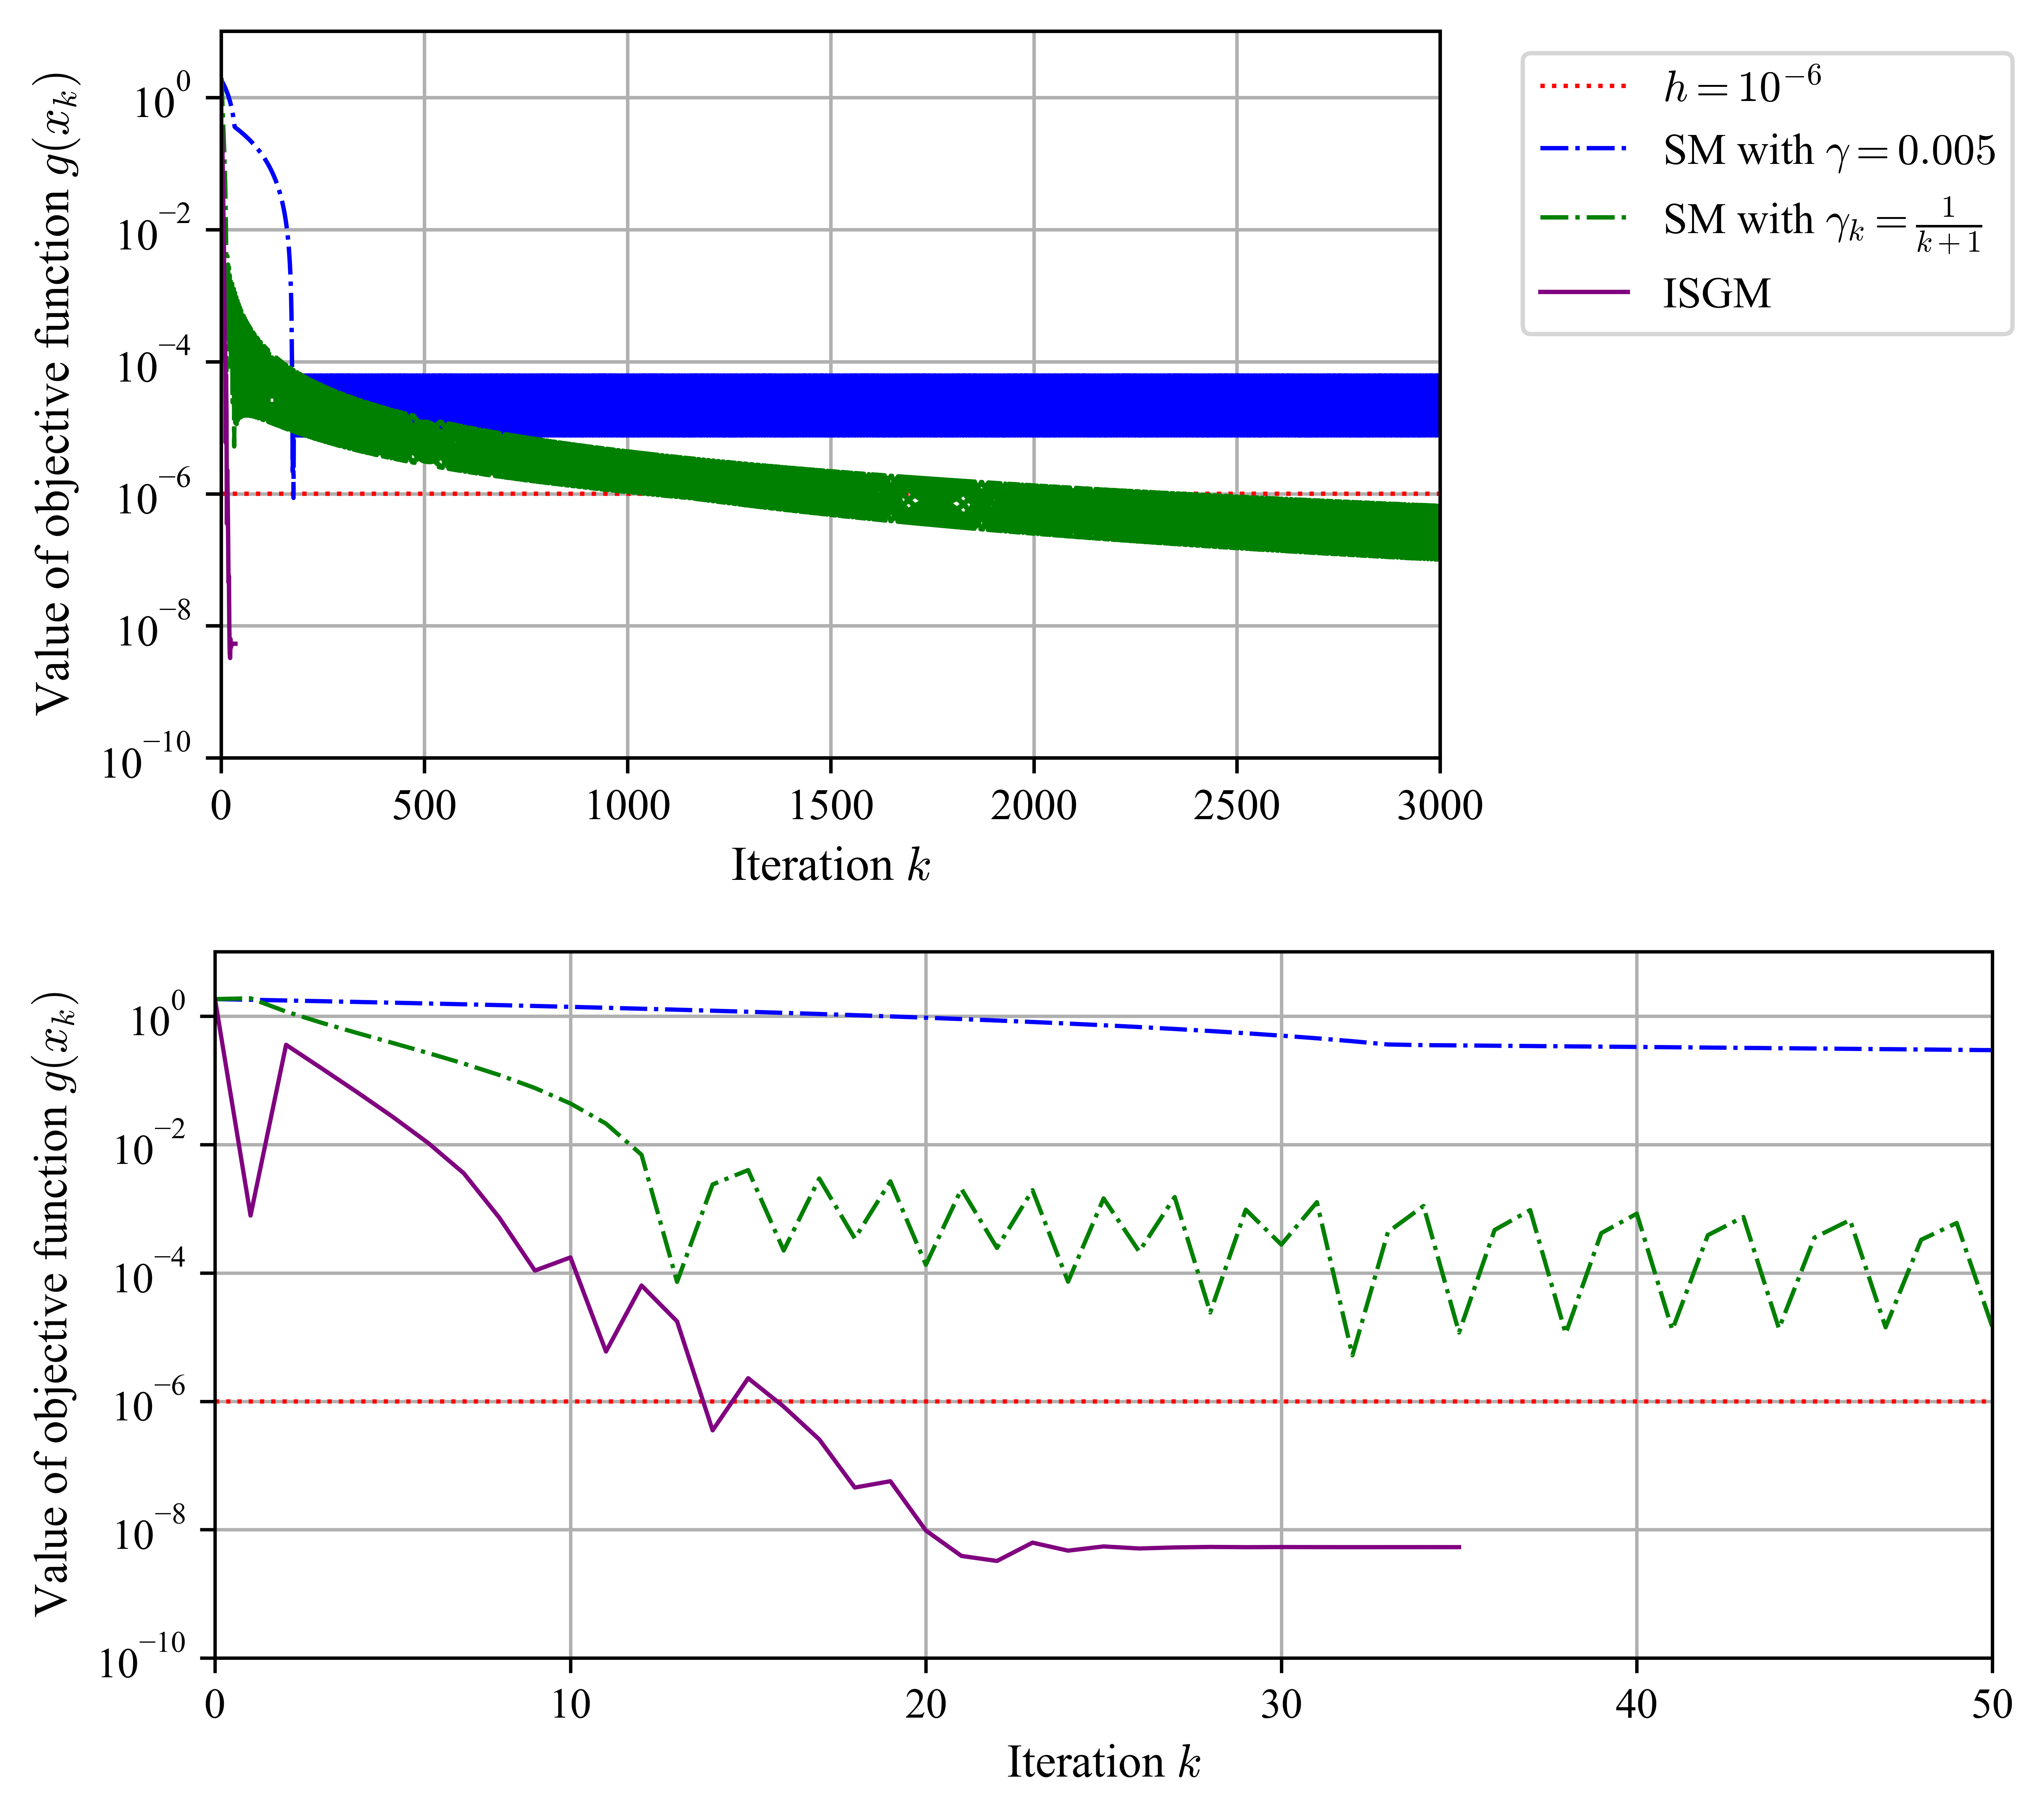 Value of objective function g(x_k)
10^0
10^−2
10^−4
10^−6
10^−8
10^−10
0 500 1000 1500 2000 2500 3000
Iteration k
h = 10^−6
SM with γ = 0.005
SM with γ_k = 1/(k+1)
ISGM
Value of objective function g(x_k)
10^0
10^−2
10^−4
10^−6
10^−8
10^−10
0 10 20 30 40 50
Iteration k